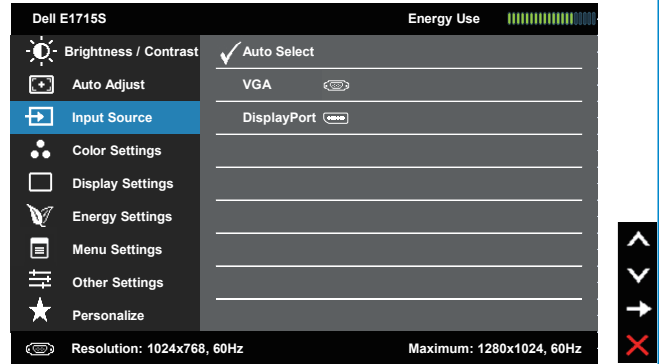 Dell E1715S Energy Use
Brightness / Contrast Auto Select
Auto Adjust VGA
Input Source DisplayPort
Color Settings
Display Settings
Energy Settings
Menu Settings
Other Settings
Personalize
Resolution: 1024x768, 60Hz Maximum: 1280x1024, 60Hz